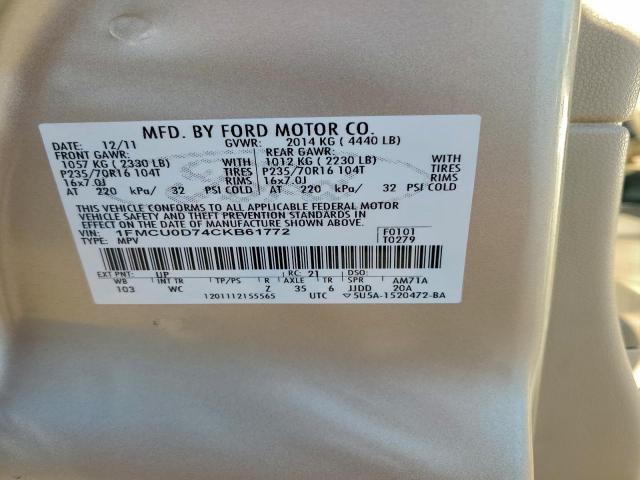 MFD. BY FORD MOTOR CO.
DATE: 12/11 GVWR: 2014 KG ( 4440 LB)
FRONT GAWR: REAR GAWR:
1057 KG ( 2330 LB) WITH 1012 KG ( 2230 LB) WITH
P235/70R16 104T TIRES P235/70R16 104T TIRES
16x7.0J RIMS 16x7.0J RIMS
AT 220 kPa/ 32 PSI COLD AT 220 kPa/ 32 PSI COLD
THIS VEHICLE CONFORMS TO ALL APPLICABLE FEDERAL MOTOR
VEHICLE SAFETY AND THEFT PREVENTION STANDARDS IN
EFFECT ON THE DATE OF MANUFACTURE SHOWN ABOVE.
VIN: 1FMCU0D74CKB61772 F0101
TYPE: MPV T0279
EXT PNT: UP RC: 21 DSO:
WB INT TR TP/PS R AXLE TR SPR AM71A
103 WC Z 35 6 JJDD 20A
1201112155565 UTC ▽5U5A-1520472-BA